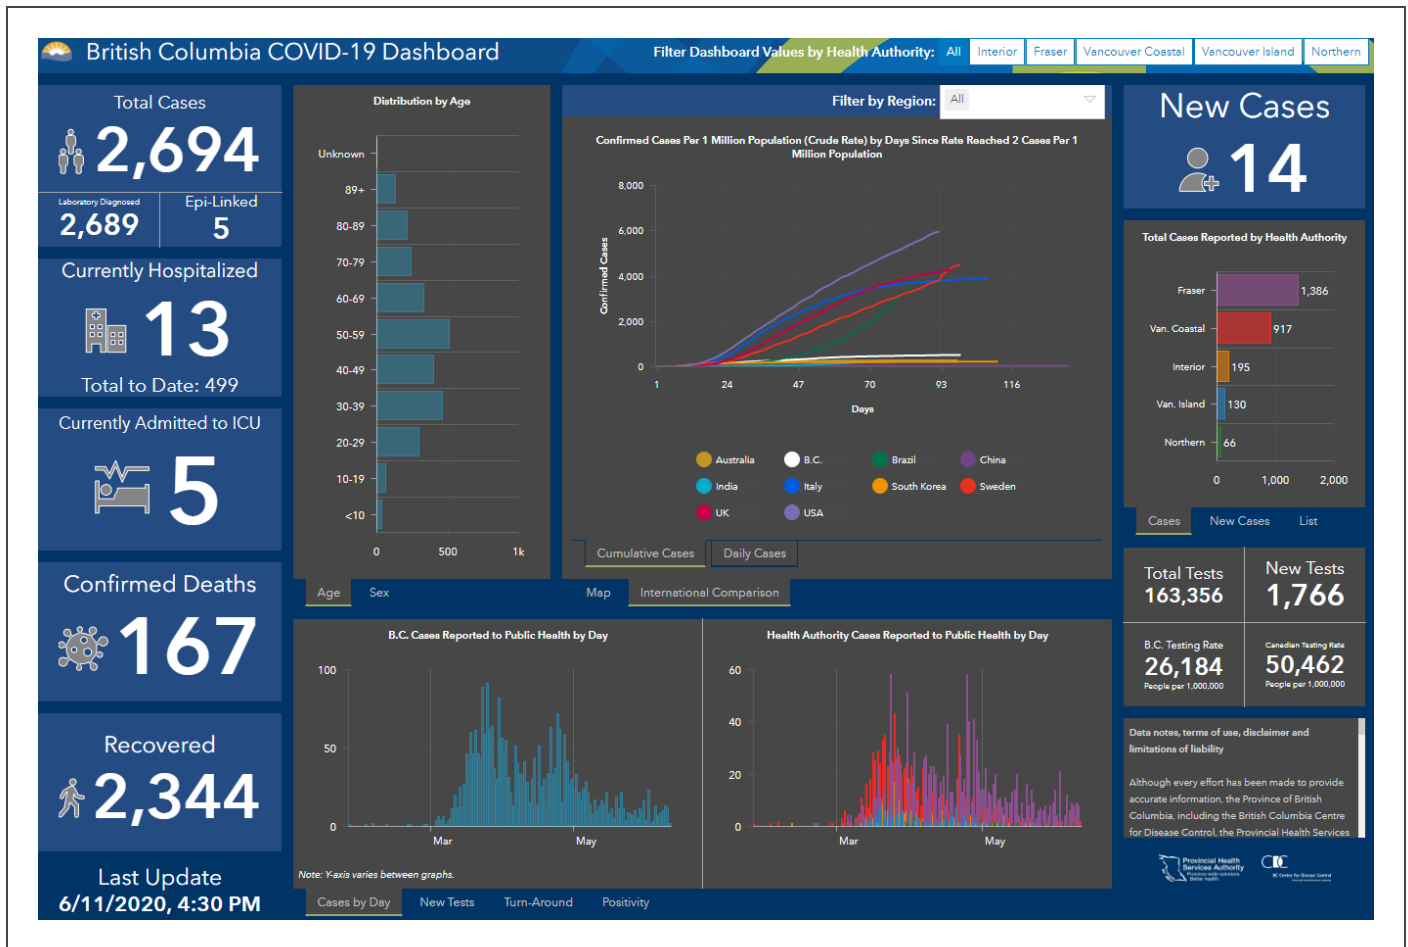 British Columbia COVID-19 Dashboard
Filter Dashboard Values by Health Authority: All Interior Fraser Vancouver Coastal Vancouver Island Northern
Total Cases
2,694
Laboratory Diagnosed
2,689
Epi-Linked
5
Currently Hospitalized
13
Total to Date: 499
Currently Admitted to ICU
5
Confirmed Deaths
167
Recovered
2,344
Last Update
6/11/2020, 4:30 PM
Distribution by Age
Unknown
89+
80-89
70-79
60-69
50-59
40-49
30-39
20-29
10-19
<10
0 500 1k
Age Sex
Filter by Region: All
Confirmed Cases Per 1 Million Population (Crude Rate) by Days Since Rate Reached 2 Cases Per 1
Million Population
Confirmed Cases
8,000
6,000
4,000
2,000
0
1 24 47 70 93 116
Days
Australia B.C. Brazil China
India Italy South Korea Sweden
UK USA
Cumulative Cases Daily Cases
Map International Comparison
New Cases
14
Total Cases Reported by Health Authority
Fraser 1,386
Van. Coastal 917
Interior 195
Van. Island 130
Northern 66
0 1,000 2,000
Cases New Cases List
Total Tests
163,356
New Tests
1,766
B.C. Testing Rate
26,184
People per 1,000,000
Canadian Testing Rate
50,462
People per 1,000,000
B.C. Cases Reported to Public Health by Day
100
50
0
Mar May
Note: Y-axis varies between graphs.
Health Authority Cases Reported to Public Health by Day
60
40
20
0
Mar May
Cases by Day New Tests Turn-Around Positivity
Data notes, terms of use, disclaimer and
limitations of liability
Although every effort has been made to provide
accurate information, the Province of British
Columbia, including the British Columbia Centre
for Disease Control, the Provincial Health Services
Provincial Health
Services Authority
Province-wide solutions.
Better health.
BC Centre for Disease Control